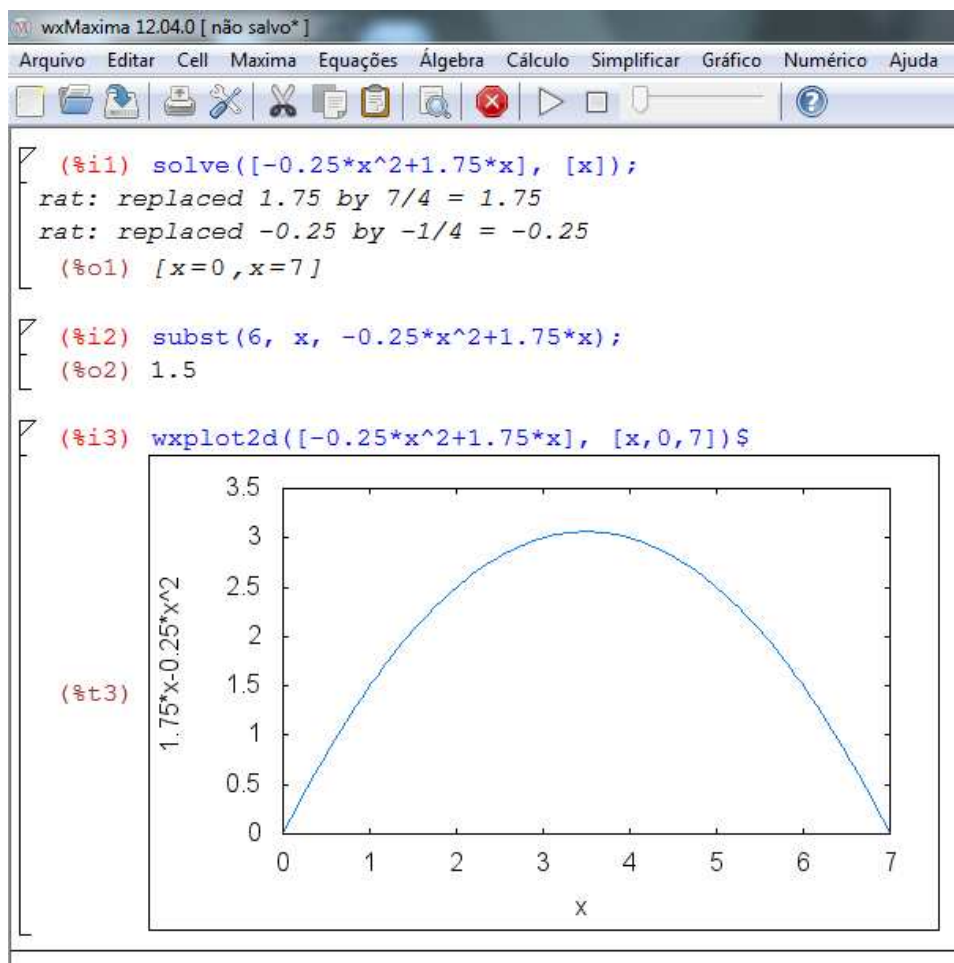 wxMaxima 12.04.0 [ não salvo* ]
Arquivo Editar Cell Maxima Equações Álgebra Cálculo Simplificar Gráfico Numérico Ajuda
(%i1) solve([-0.25*x^2+1.75*x], [x]);
rat: replaced 1.75 by 7/4 = 1.75
rat: replaced -0.25 by -1/4 = -0.25
(%o1) [x=0,x=7]
(%i2) subst(6, x, -0.25*x^2+1.75*x);
(%o2) 1.5
(%i3) wxplot2d([-0.25*x^2+1.75*x], [x,0,7])$
(%t3)
1.75*x-0.25*x^2
3.5
3
2.5
2
1.5
1
0.5
0
0 1 2 3 4 5 6 7
x